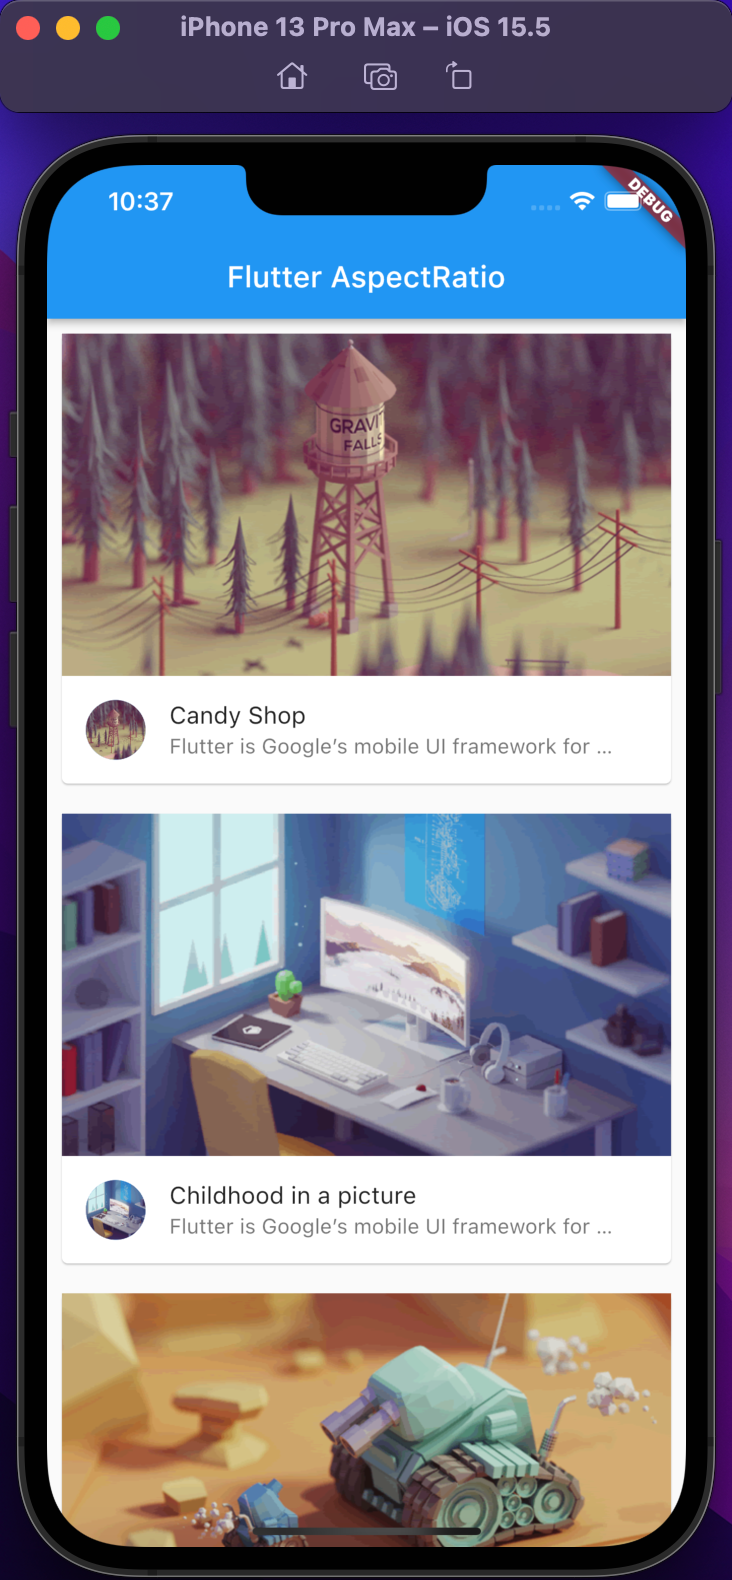 iPhone 13 Pro Max – iOS 15.5
10:37
DEBUG
Flutter AspectRatio
GRAVIT
FALLS
Candy Shop
Flutter is Google’s mobile UI framework for ...
Childhood in a picture
Flutter is Google’s mobile UI framework for ...